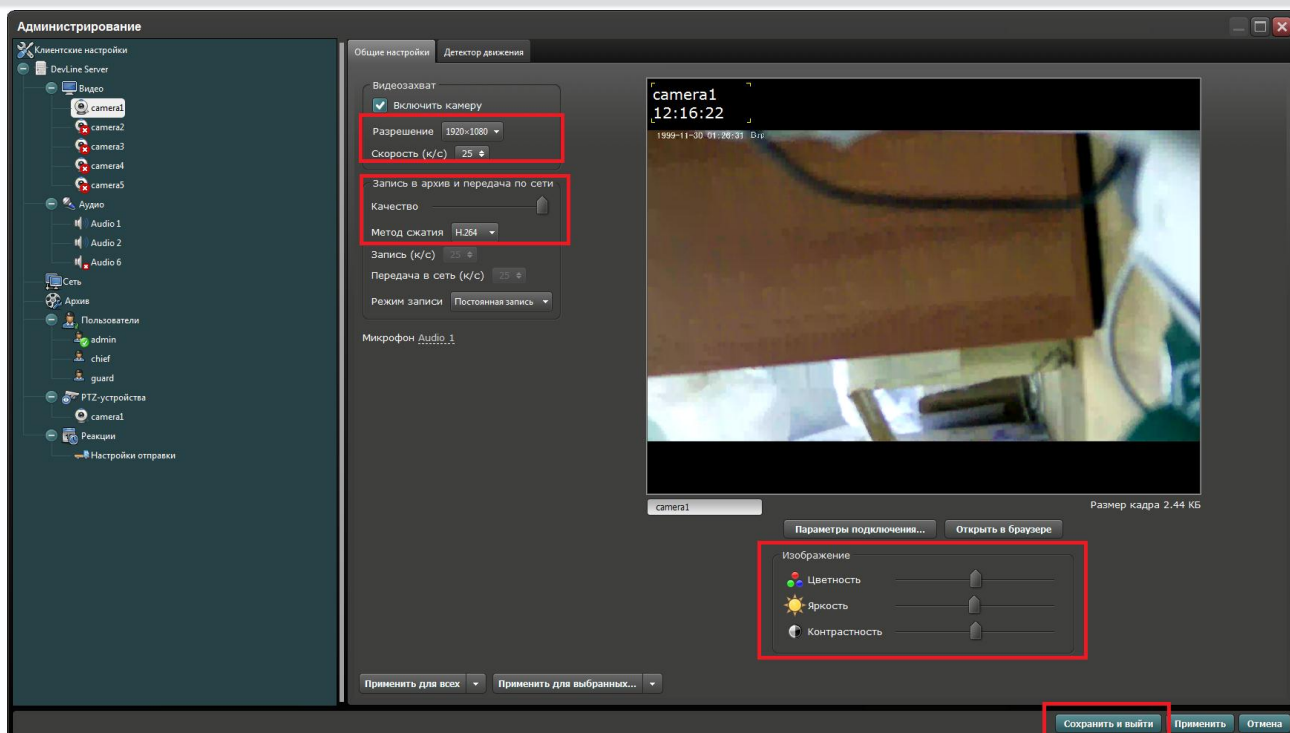 Администрирование
Клиентские настройки
DevLine Server
Видео
camera1
camera2
camera3
camera4
camera5
Аудио
Audio 1
Audio 2
Audio 6
Сеть
Архив
Пользователи
admin
chief
guard
PTZ-устройства
camera1
Реакции
Настройки отправки
Общие настройки Детектор движения
Видеозахват
Включить камеру
Разрешение 1920×1080
Скорость (к/с) 25
Запись в архив и передача по сети
Качество
Метод сжатия H.264
Запись (к/с) 25
Передача в сеть (к/с) 25
Режим записи Постоянная запись
Микрофон Audio 1
camera1
12:16:22
1999-11-30 01:26:31
camera1
Размер кадра 2.44 КБ
Параметры подключения... Открыть в браузере
Изображение
Цветность
Яркость
Контрастность
Применить для всех Применить для выбранных...
Сохранить и выйти Применить Отмена